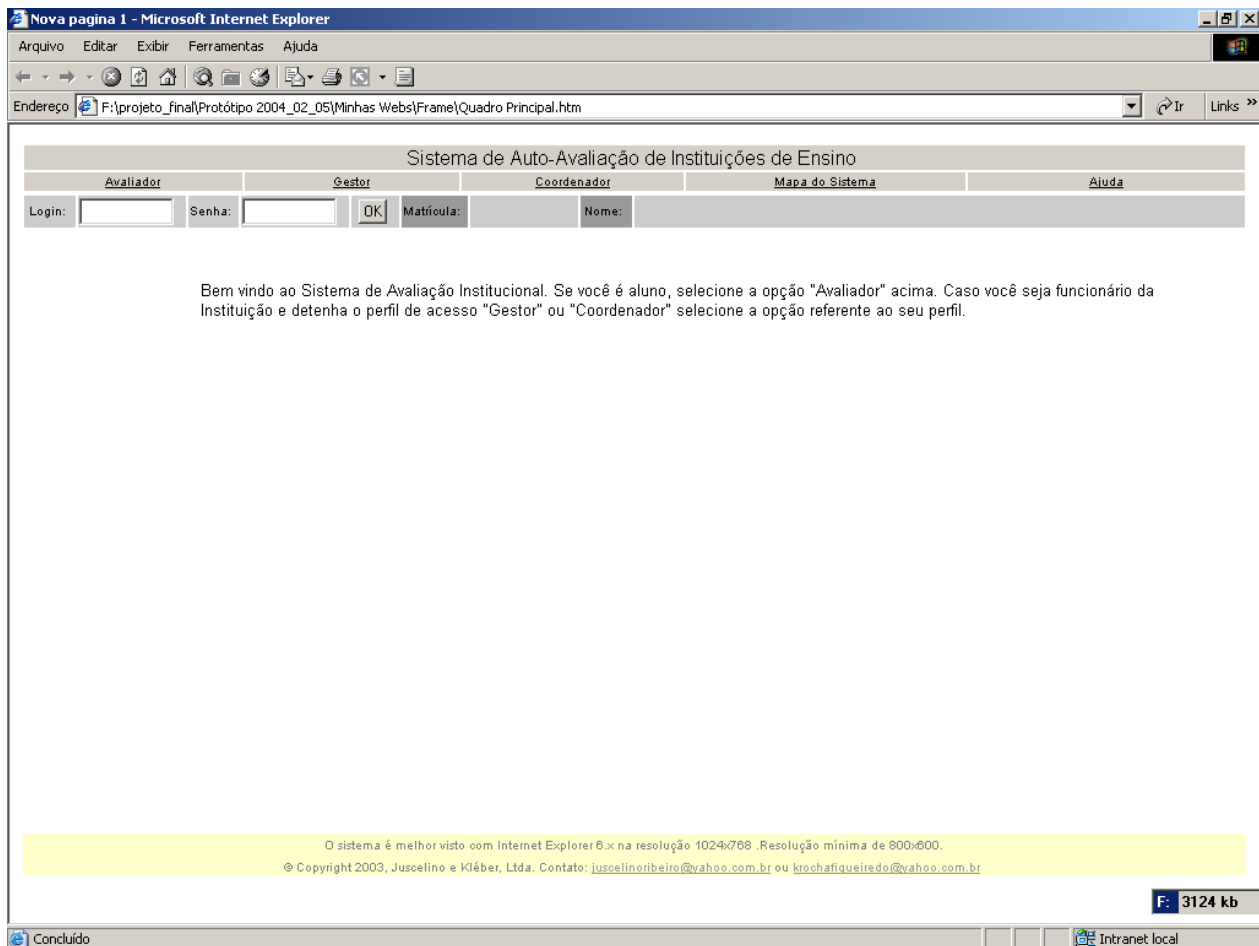 Nova pagina 1 - Microsoft Internet Explorer
Arquivo Editar Exibir Ferramentas Ajuda
Endereço F:\projeto_final\Protótipo 2004_02_05\Minhas Webs\Frame\Quadro Principal.htm Ir Links »
Sistema de Auto-Avaliação de Instituições de Ensino
Avaliador Gestor Coordenador Mapa do Sistema Ajuda
Login: Senha: OK Matrícula: Nome:
Bem vindo ao Sistema de Avaliação Institucional. Se você é aluno, selecione a opção "Avaliador" acima. Caso você seja funcionário da
Instituição e detenha o perfil de acesso "Gestor" ou "Coordenador" selecione a opção referente ao seu perfil.
O sistema é melhor visto com Internet Explorer 6.x na resolução 1024x768 .Resolução mínima de 800x600.
© Copyright 2003, Juscelino e Kléber, Ltda. Contato: juscelinoribeiro@yahoo.com.br ou krochafigueiredo@yahoo.com.br
F: 3124 kb
Concluído Intranet local